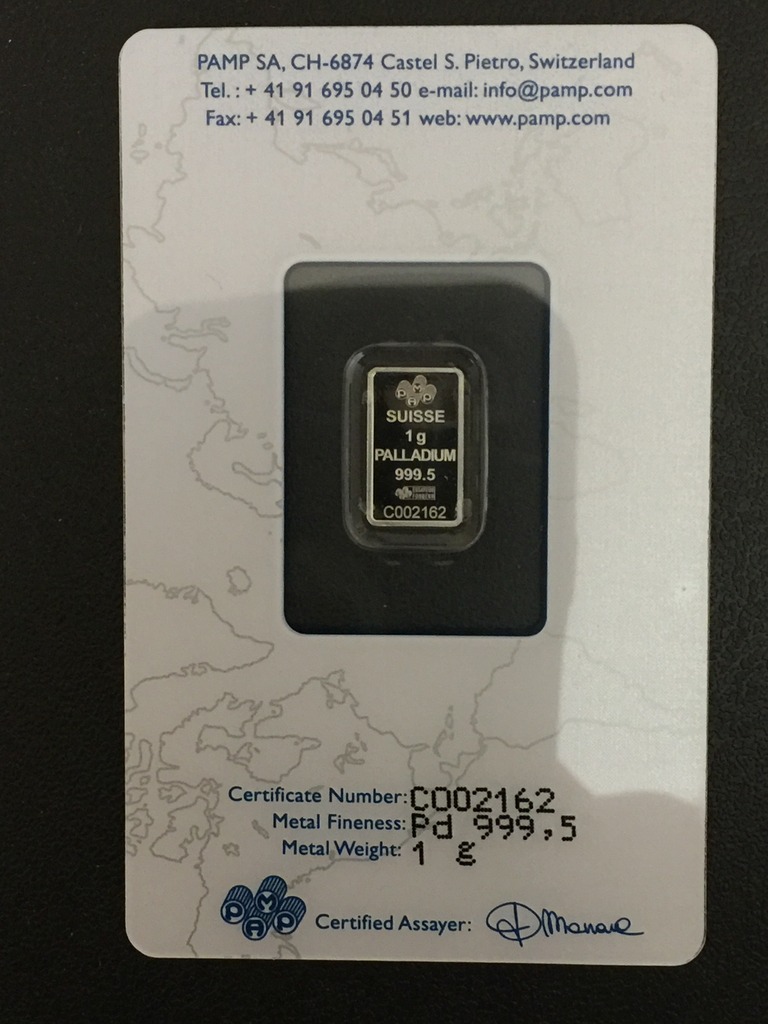 PAMP SA, CH-6874 Castel S. Pietro, Switzerland
Tel. : + 41 91 695 04 50 e-mail: info@pamp.com
Fax: + 41 91 695 04 51 web: www.pamp.com
PAMP
SUISSE
1 g
PALLADIUM
999.5
C002162
Certificate Number: C002162
Metal Fineness: Pd 999,5
Metal Weight: 1 g
PAMP
Certified Assayer: